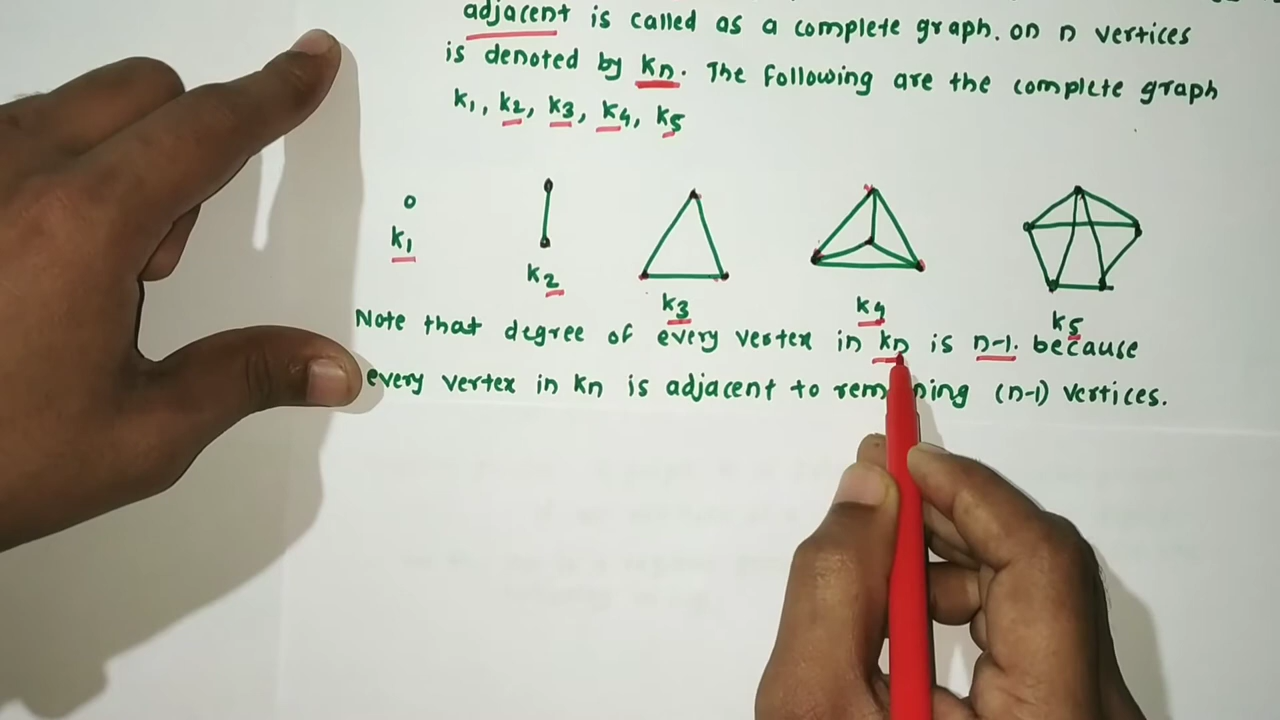 adjacent is called as a complete graph. on n vertices
is denoted by Kn. The following are the complete graph
K1, K2, K3, K4, K5
K1
K2
K3
K4
K5
Note that degree of every vertex in Kn is n-1. because
every vertex in Kn is adjacent to remaining (n-1) vertices.